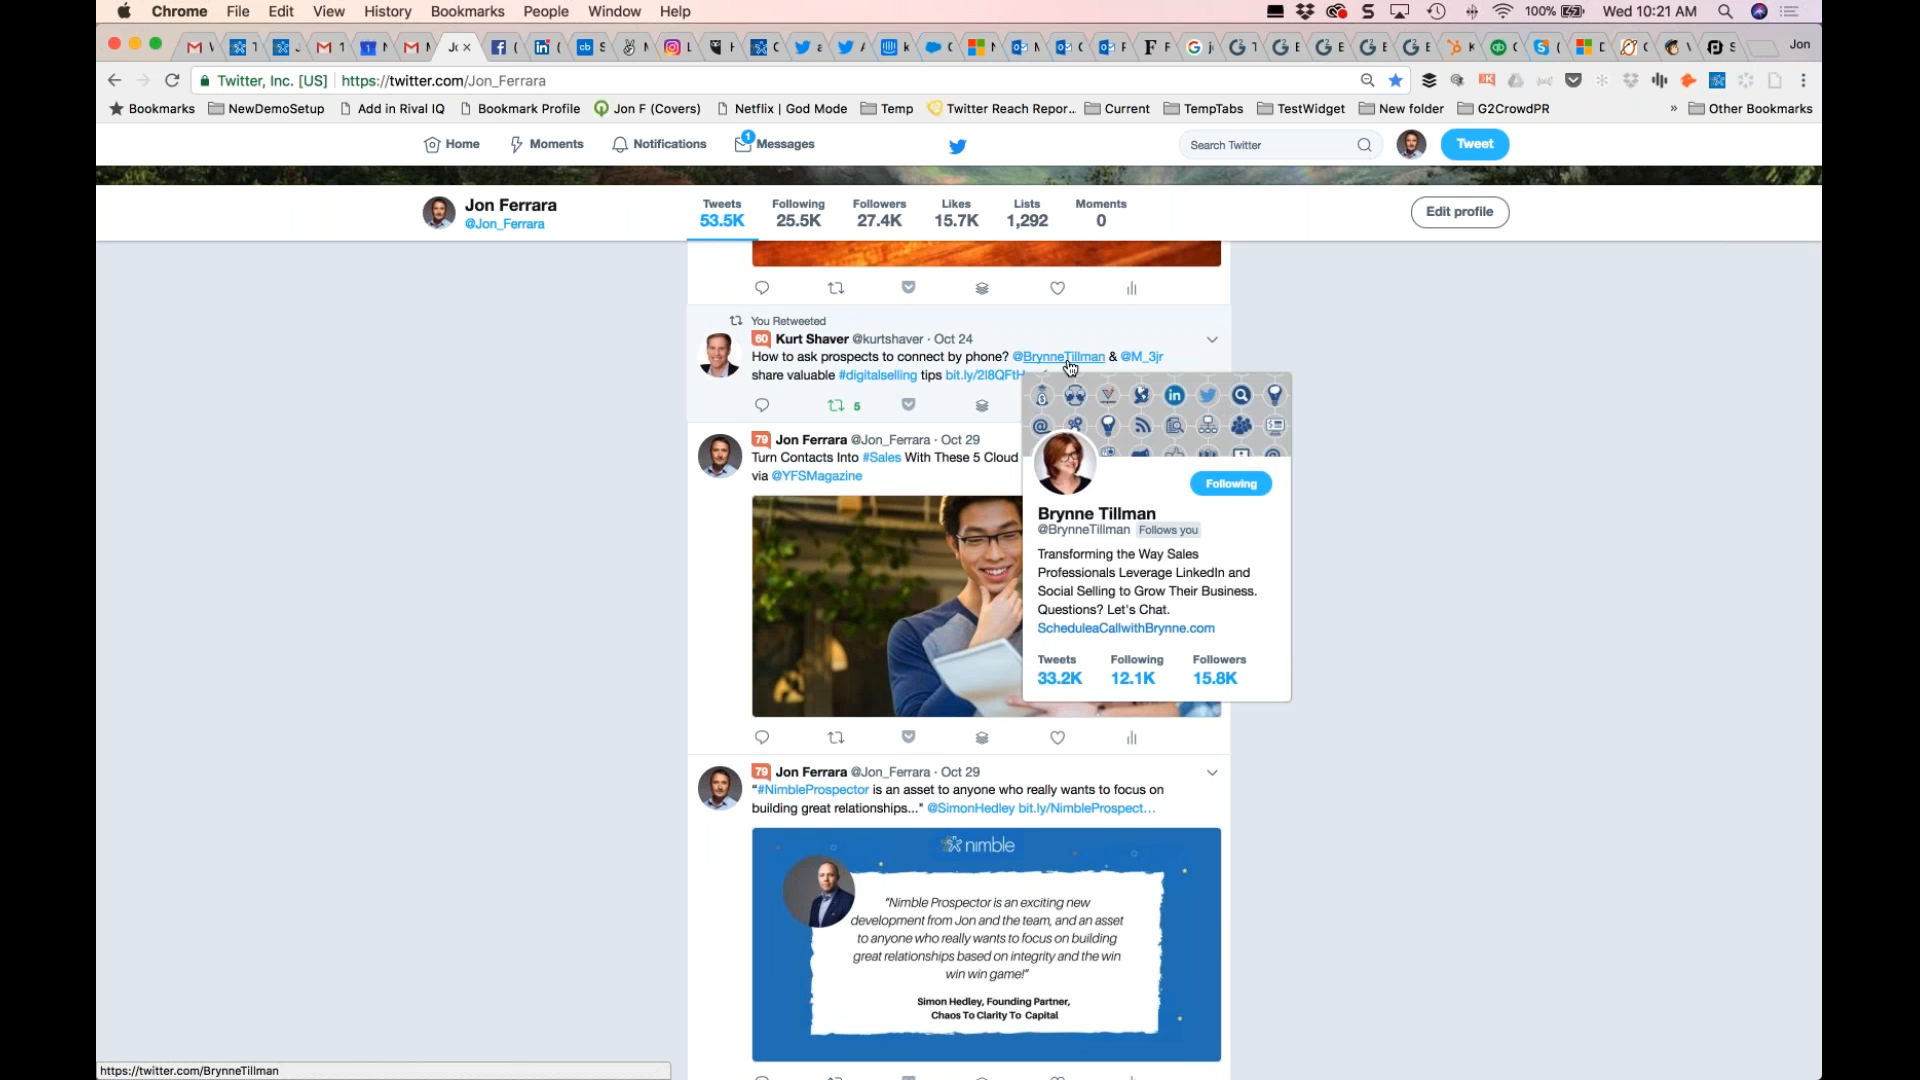 Chrome File Edit View History Bookmarks People Window Help 100% Wed 10:21 AM
Jon
Twitter, Inc. [US] https://twitter.com/Jon_Ferrara
Bookmarks NewDemoSetup Add in Rival IQ Bookmark Profile Jon F (Covers) Netflix | God Mode Temp Twitter Reach Repor... Current TempTabs TestWidget New folder G2CrowdPR » Other Bookmarks
Home Moments Notifications 1 Messages Search Twitter Tweet
Jon Ferrara
@Jon_Ferrara
Tweets Following Followers Likes Lists Moments
53.5K 25.5K 27.4K 15.7K 1,292 0
Edit profile
You Retweeted
60 Kurt Shaver @kurtshaver · Oct 24
How to ask prospects to connect by phone? @BrynneTillman & @M_3jr
share valuable #digitalselling tips
5
79 Jon Ferrara @Jon_Ferrara · Oct 29
Turn Contacts Into #Sales With These 5 Cloud
via @YFSMagazine
Following
Brynne Tillman
@BrynneTillman Follows you
Transforming the Way Sales
Professionals Leverage LinkedIn and
Social Selling to Grow Their Business.
Questions? Let's Chat.
ScheduleaCallwithBrynne.com
Tweets Following Followers
33.2K 12.1K 15.8K
79 Jon Ferrara @Jon_Ferrara · Oct 29
"#NimbleProspector is an asset to anyone who really wants to focus on
building great relationships..." @SimonHedley bit.ly/NimbleProspect...
nimble
"Nimble Prospector is an exciting new
development from Jon and the team, and an asset
to anyone who really wants to focus on building
great relationships based on integrity and the win
win win game!"
Simon Hedley, Founding Partner,
Chaos To Clarity To Capital
https://twitter.com/BrynneTillman